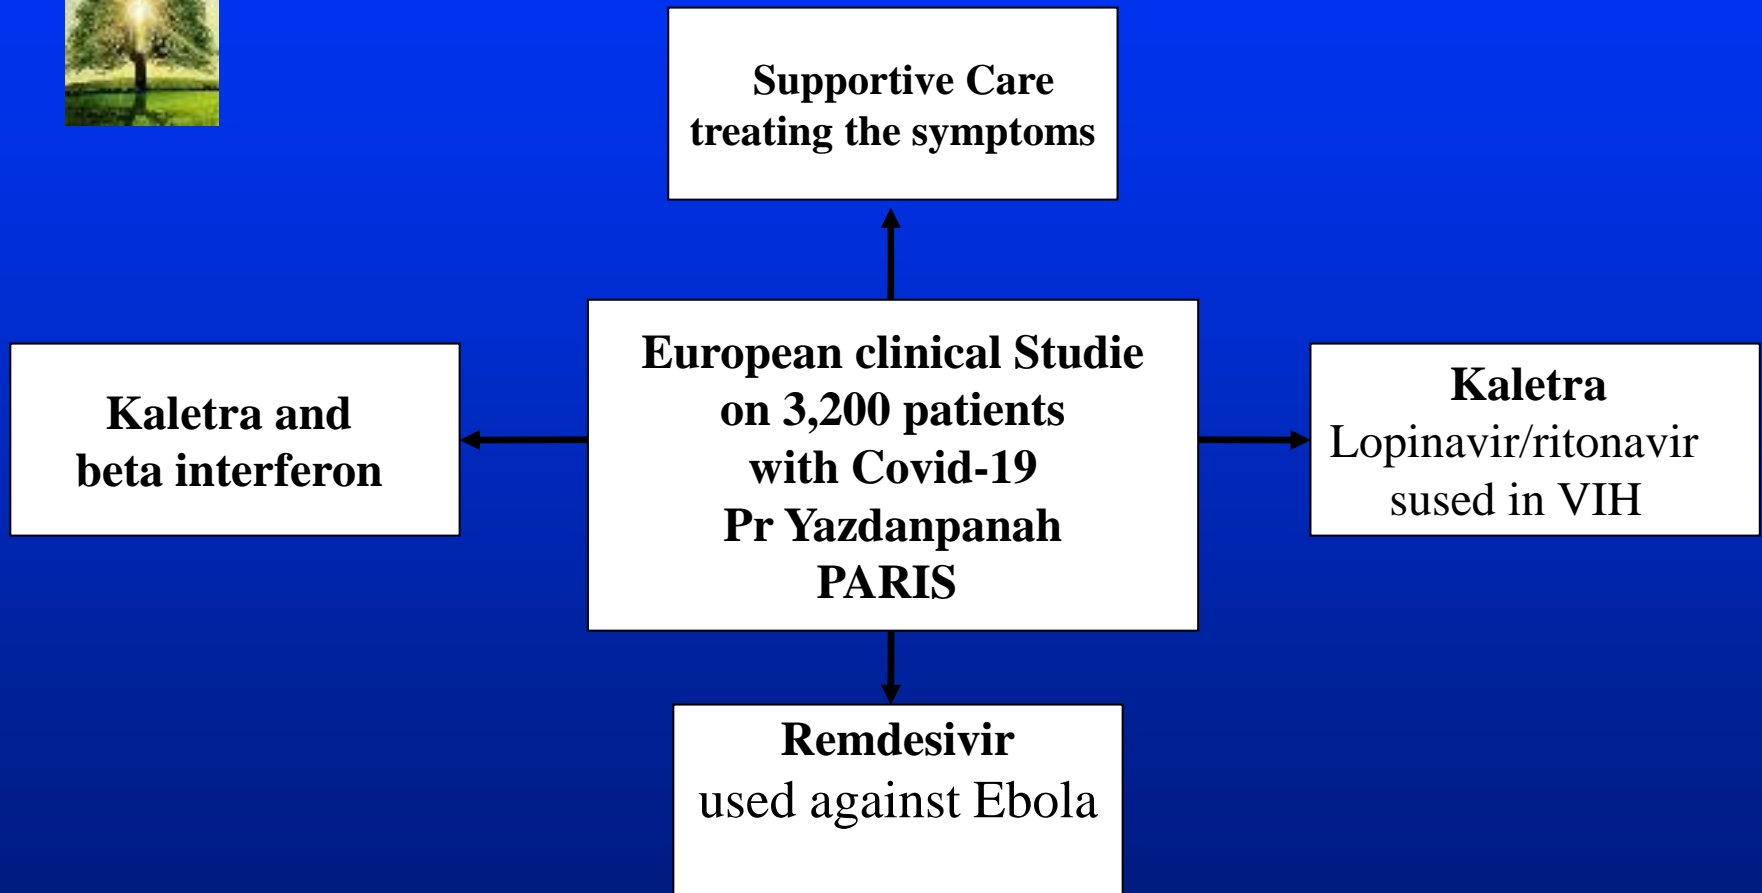 Supportive Care
treating the symptoms
Kaletra and
beta interferon
European clinical Studie
on 3,200 patients
with Covid-19
Pr Yazdanpanah
PARIS
Kaletra
Lopinavir/ritonavir
sused in VIH
Remdesivir
used against Ebola